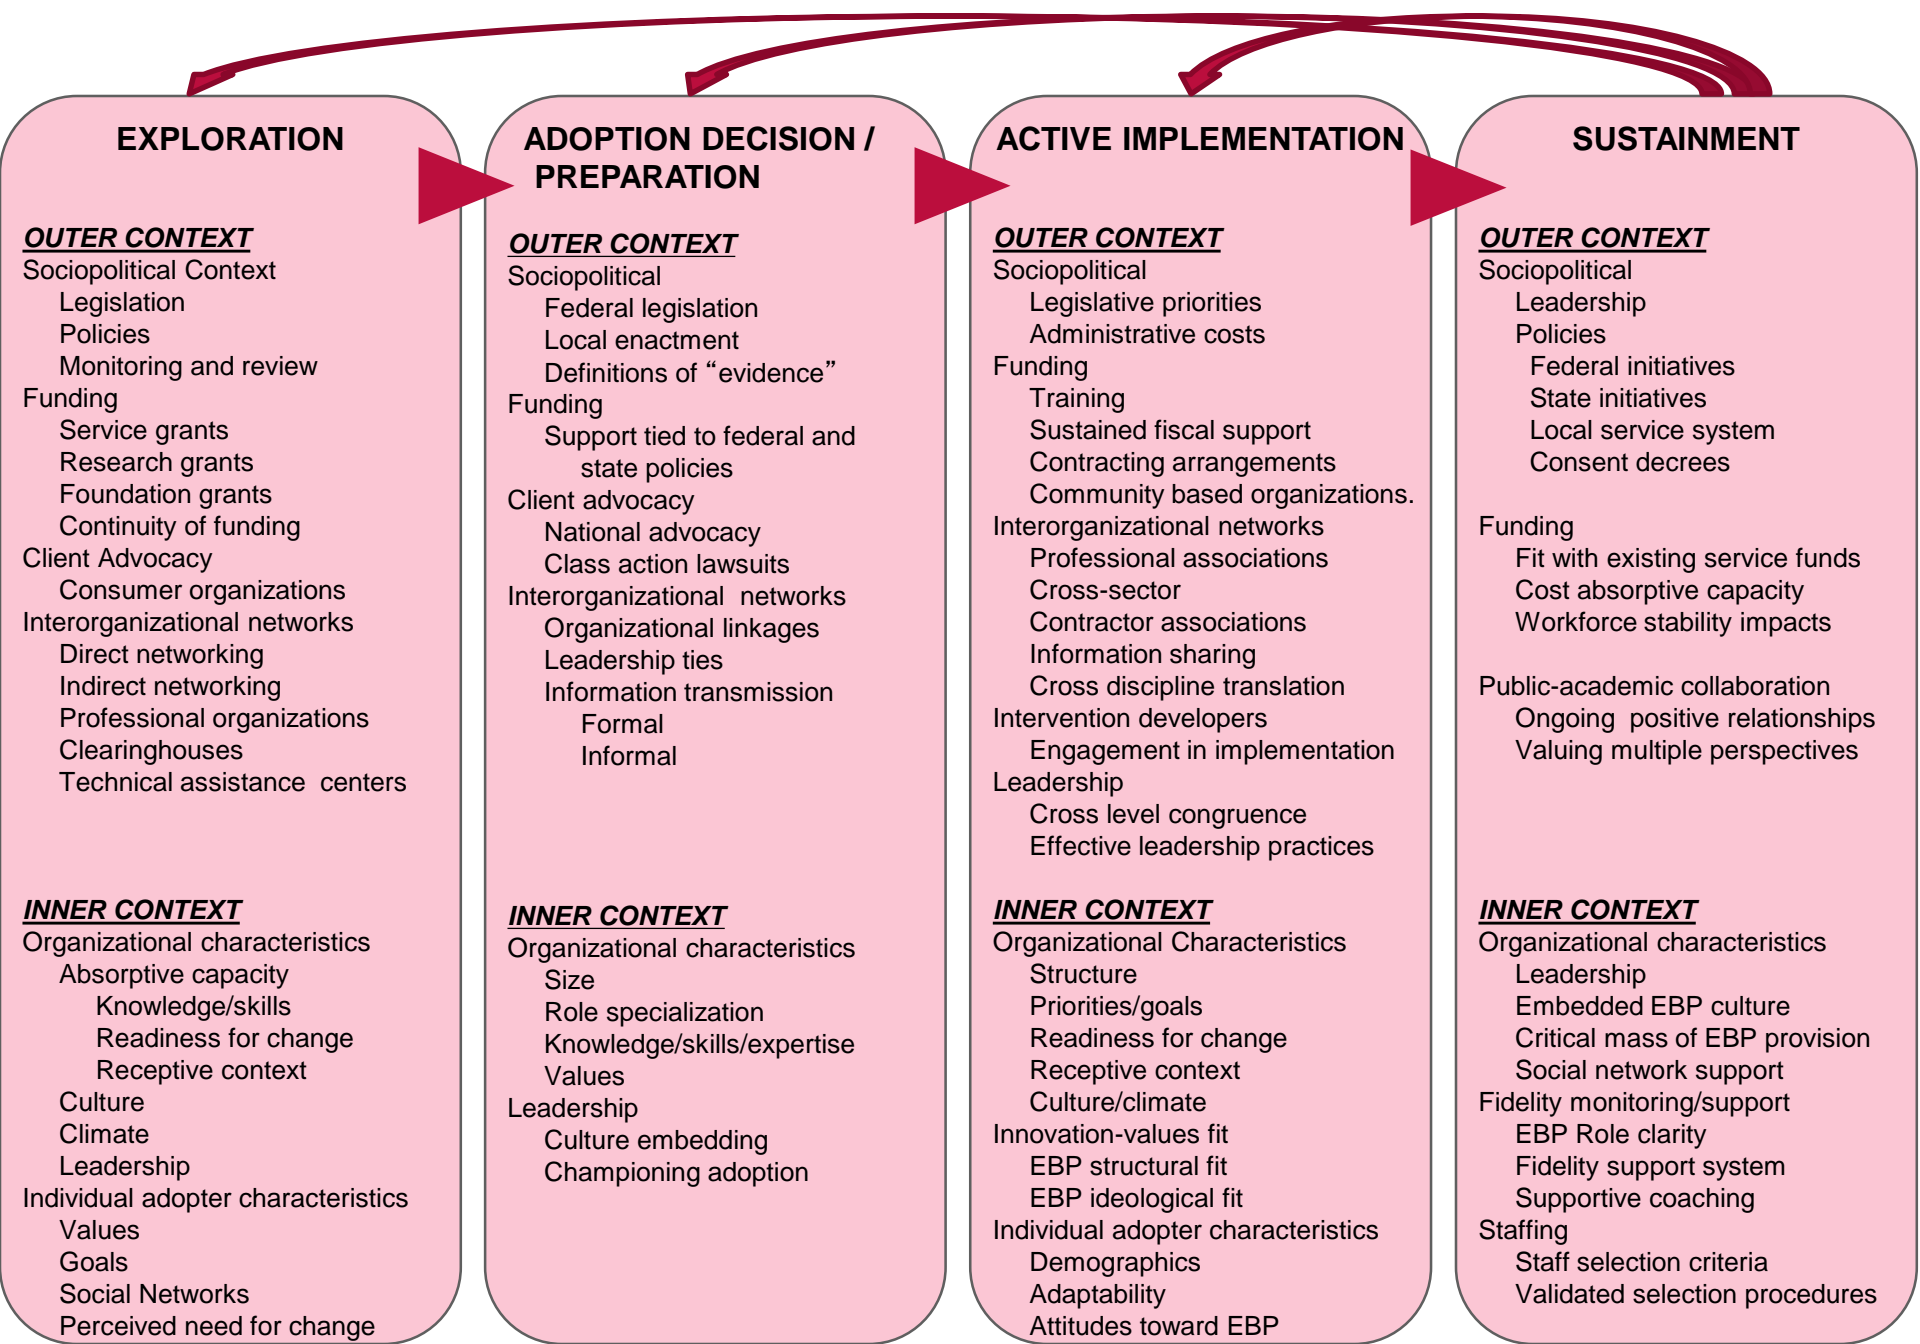 EXPLORATION
OUTER CONTEXT
Sociopolitical Context
Legislation
Policies
Monitoring and review
Funding
Service grants
Research grants
Foundation grants
Continuity of funding
Client Advocacy
Consumer organizations
Interorganizational networks
Direct networking
Indirect networking
Professional organizations
Clearinghouses
Technical assistance centers
INNER CONTEXT
Organizational characteristics
Absorptive capacity
Knowledge/skills
Readiness for change
Receptive context
Culture
Climate
Leadership
Individual adopter characteristics
Values
Goals
Social Networks
Perceived need for change
ADOPTION DECISION /
PREPARATION
OUTER CONTEXT
Sociopolitical
Federal legislation
Local enactment
Definitions of “evidence”
Funding
Support tied to federal and
state policies
Client advocacy
National advocacy
Class action lawsuits
Interorganizational networks
Organizational linkages
Leadership ties
Information transmission
Formal
Informal
INNER CONTEXT
Organizational characteristics
Size
Role specialization
Knowledge/skills/expertise
Values
Leadership
Culture embedding
Championing adoption
ACTIVE IMPLEMENTATION
OUTER CONTEXT
Sociopolitical
Legislative priorities
Administrative costs
Funding
Training
Sustained fiscal support
Contracting arrangements
Community based organizations.
Interorganizational networks
Professional associations
Cross-sector
Contractor associations
Information sharing
Cross discipline translation
Intervention developers
Engagement in implementation
Leadership
Cross level congruence
Effective leadership practices
INNER CONTEXT
Organizational Characteristics
Structure
Priorities/goals
Readiness for change
Receptive context
Culture/climate
Innovation-values fit
EBP structural fit
EBP ideological fit
Individual adopter characteristics
Demographics
Adaptability
Attitudes toward EBP
SUSTAINMENT
OUTER CONTEXT
Sociopolitical
Leadership
Policies
Federal initiatives
State initiatives
Local service system
Consent decrees
Funding
Fit with existing service funds
Cost absorptive capacity
Workforce stability impacts
Public-academic collaboration
Ongoing positive relationships
Valuing multiple perspectives
INNER CONTEXT
Organizational characteristics
Leadership
Embedded EBP culture
Critical mass of EBP provision
Social network support
Fidelity monitoring/support
EBP Role clarity
Fidelity support system
Supportive coaching
Staffing
Staff selection criteria
Validated selection procedures